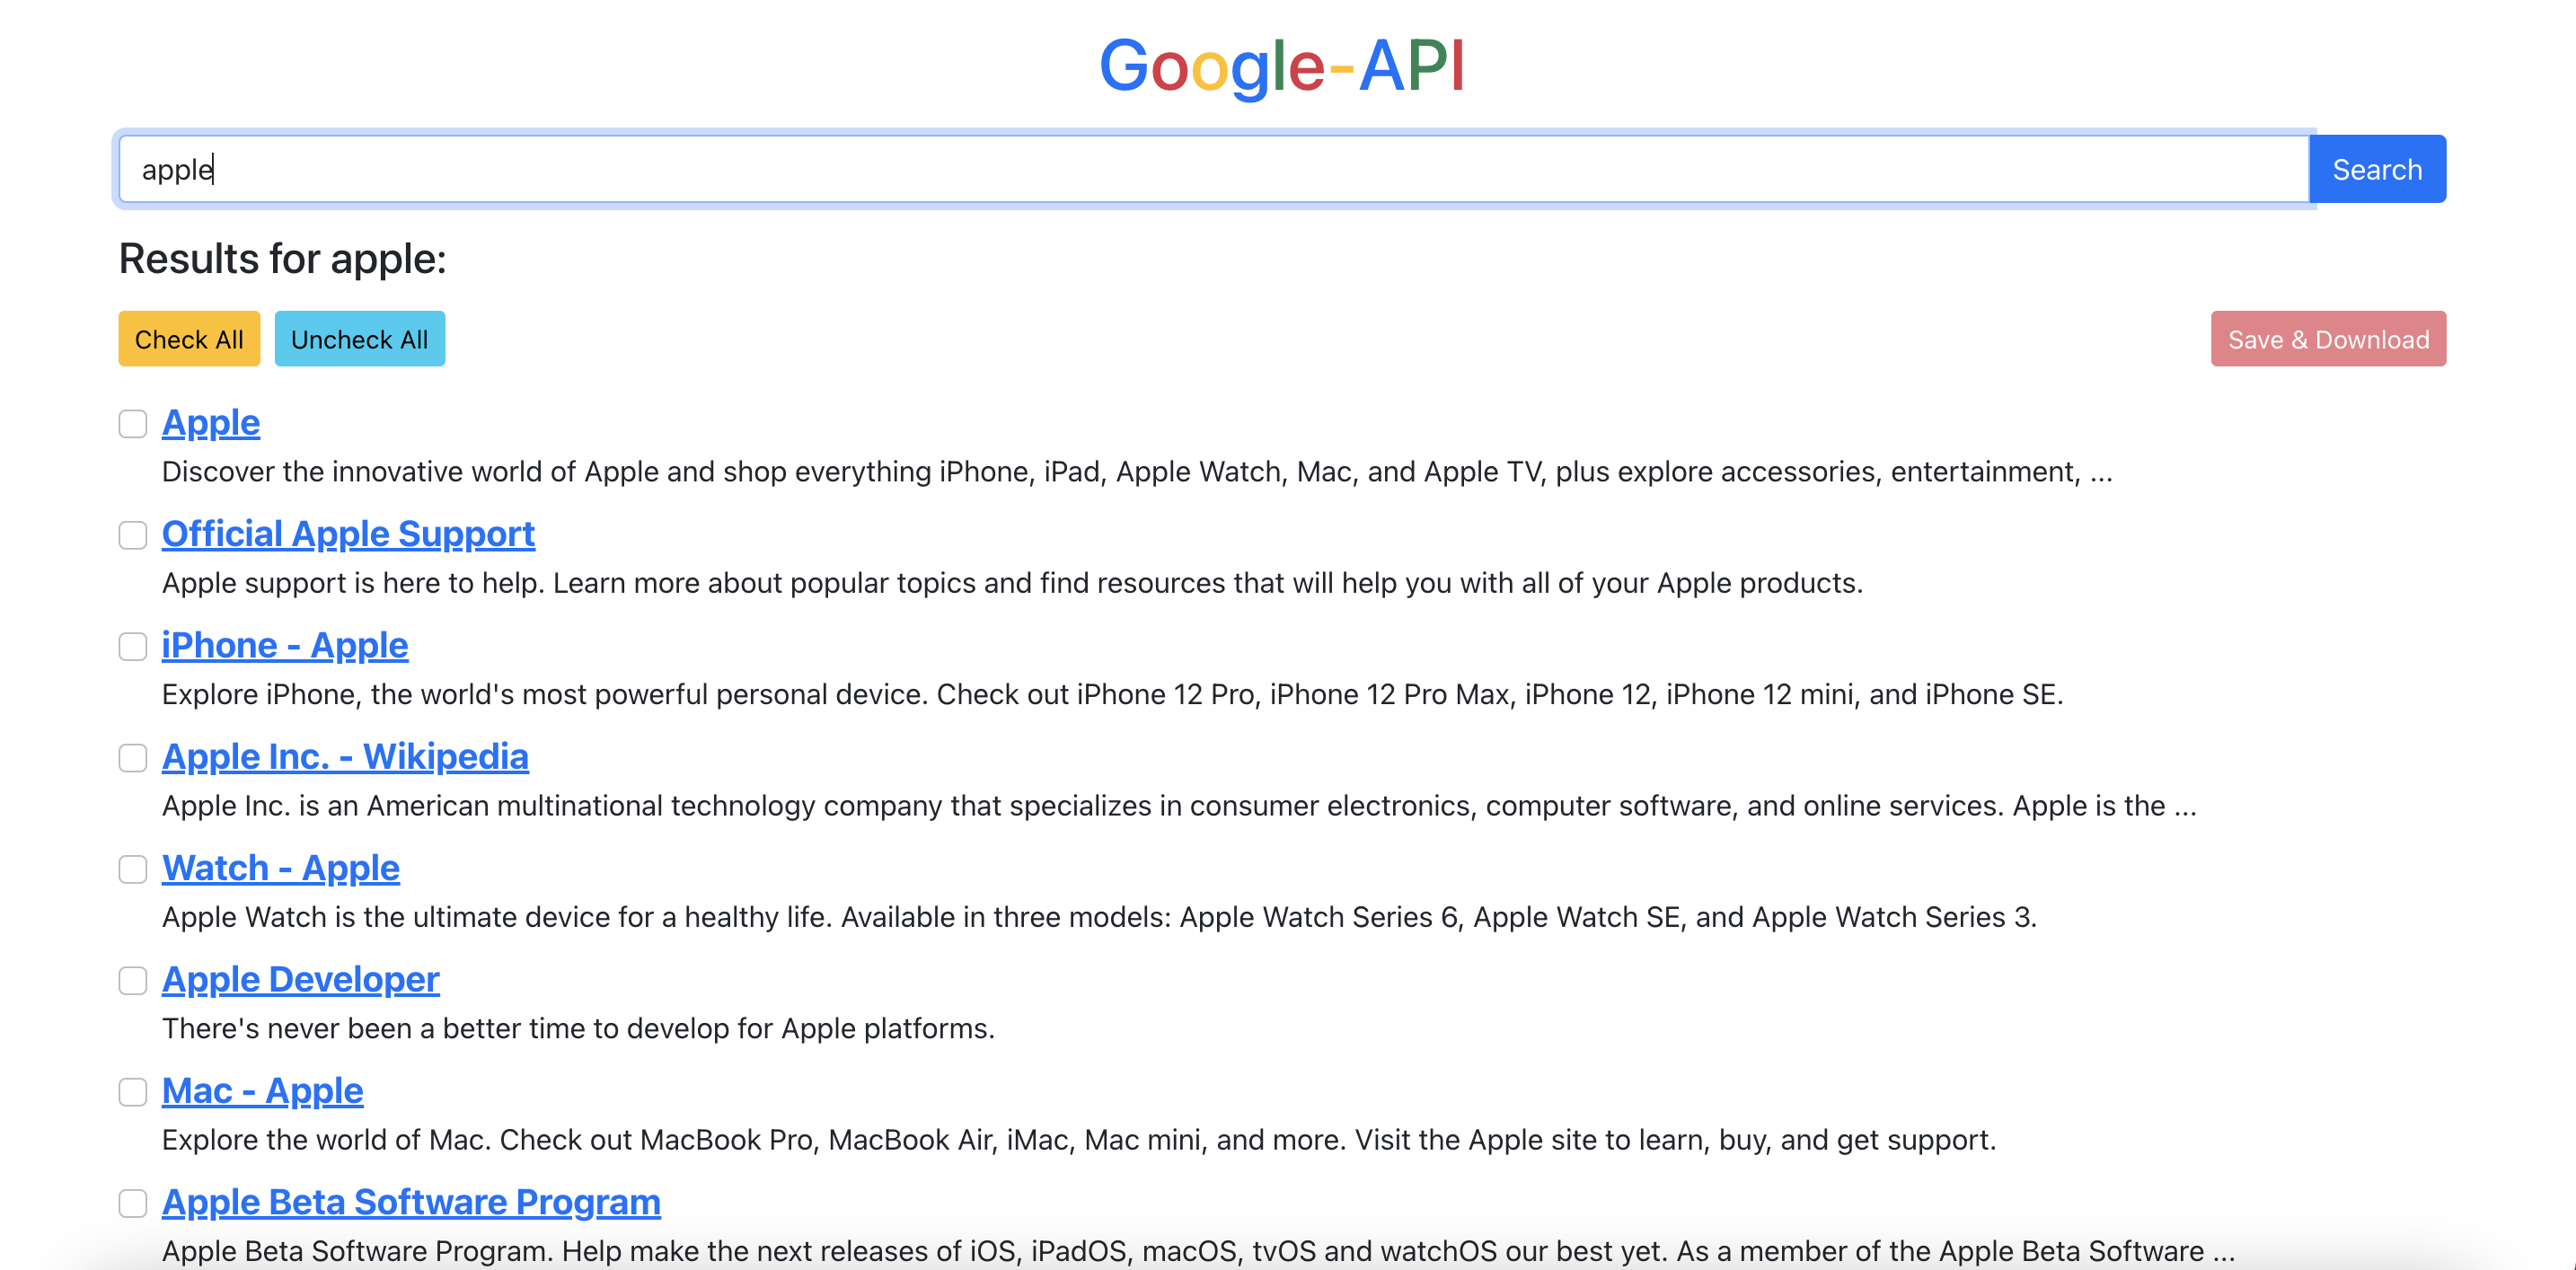 Google-API
apple
Search
Results for apple:
Check All
Uncheck All
Save & Download
Apple
Discover the innovative world of Apple and shop everything iPhone, iPad, Apple Watch, Mac, and Apple TV, plus explore accessories, entertainment, ...
Official Apple Support
Apple support is here to help. Learn more about popular topics and find resources that will help you with all of your Apple products.
iPhone - Apple
Explore iPhone, the world's most powerful personal device. Check out iPhone 12 Pro, iPhone 12 Pro Max, iPhone 12, iPhone 12 mini, and iPhone SE.
Apple Inc. - Wikipedia
Apple Inc. is an American multinational technology company that specializes in consumer electronics, computer software, and online services. Apple is the ...
Watch - Apple
Apple Watch is the ultimate device for a healthy life. Available in three models: Apple Watch Series 6, Apple Watch SE, and Apple Watch Series 3.
Apple Developer
There's never been a better time to develop for Apple platforms.
Mac - Apple
Explore the world of Mac. Check out MacBook Pro, MacBook Air, iMac, Mac mini, and more. Visit the Apple site to learn, buy, and get support.
Apple Beta Software Program
Apple Beta Software Program. Help make the next releases of iOS, iPadOS, macOS, tvOS and watchOS our best yet. As a member of the Apple Beta Software ...